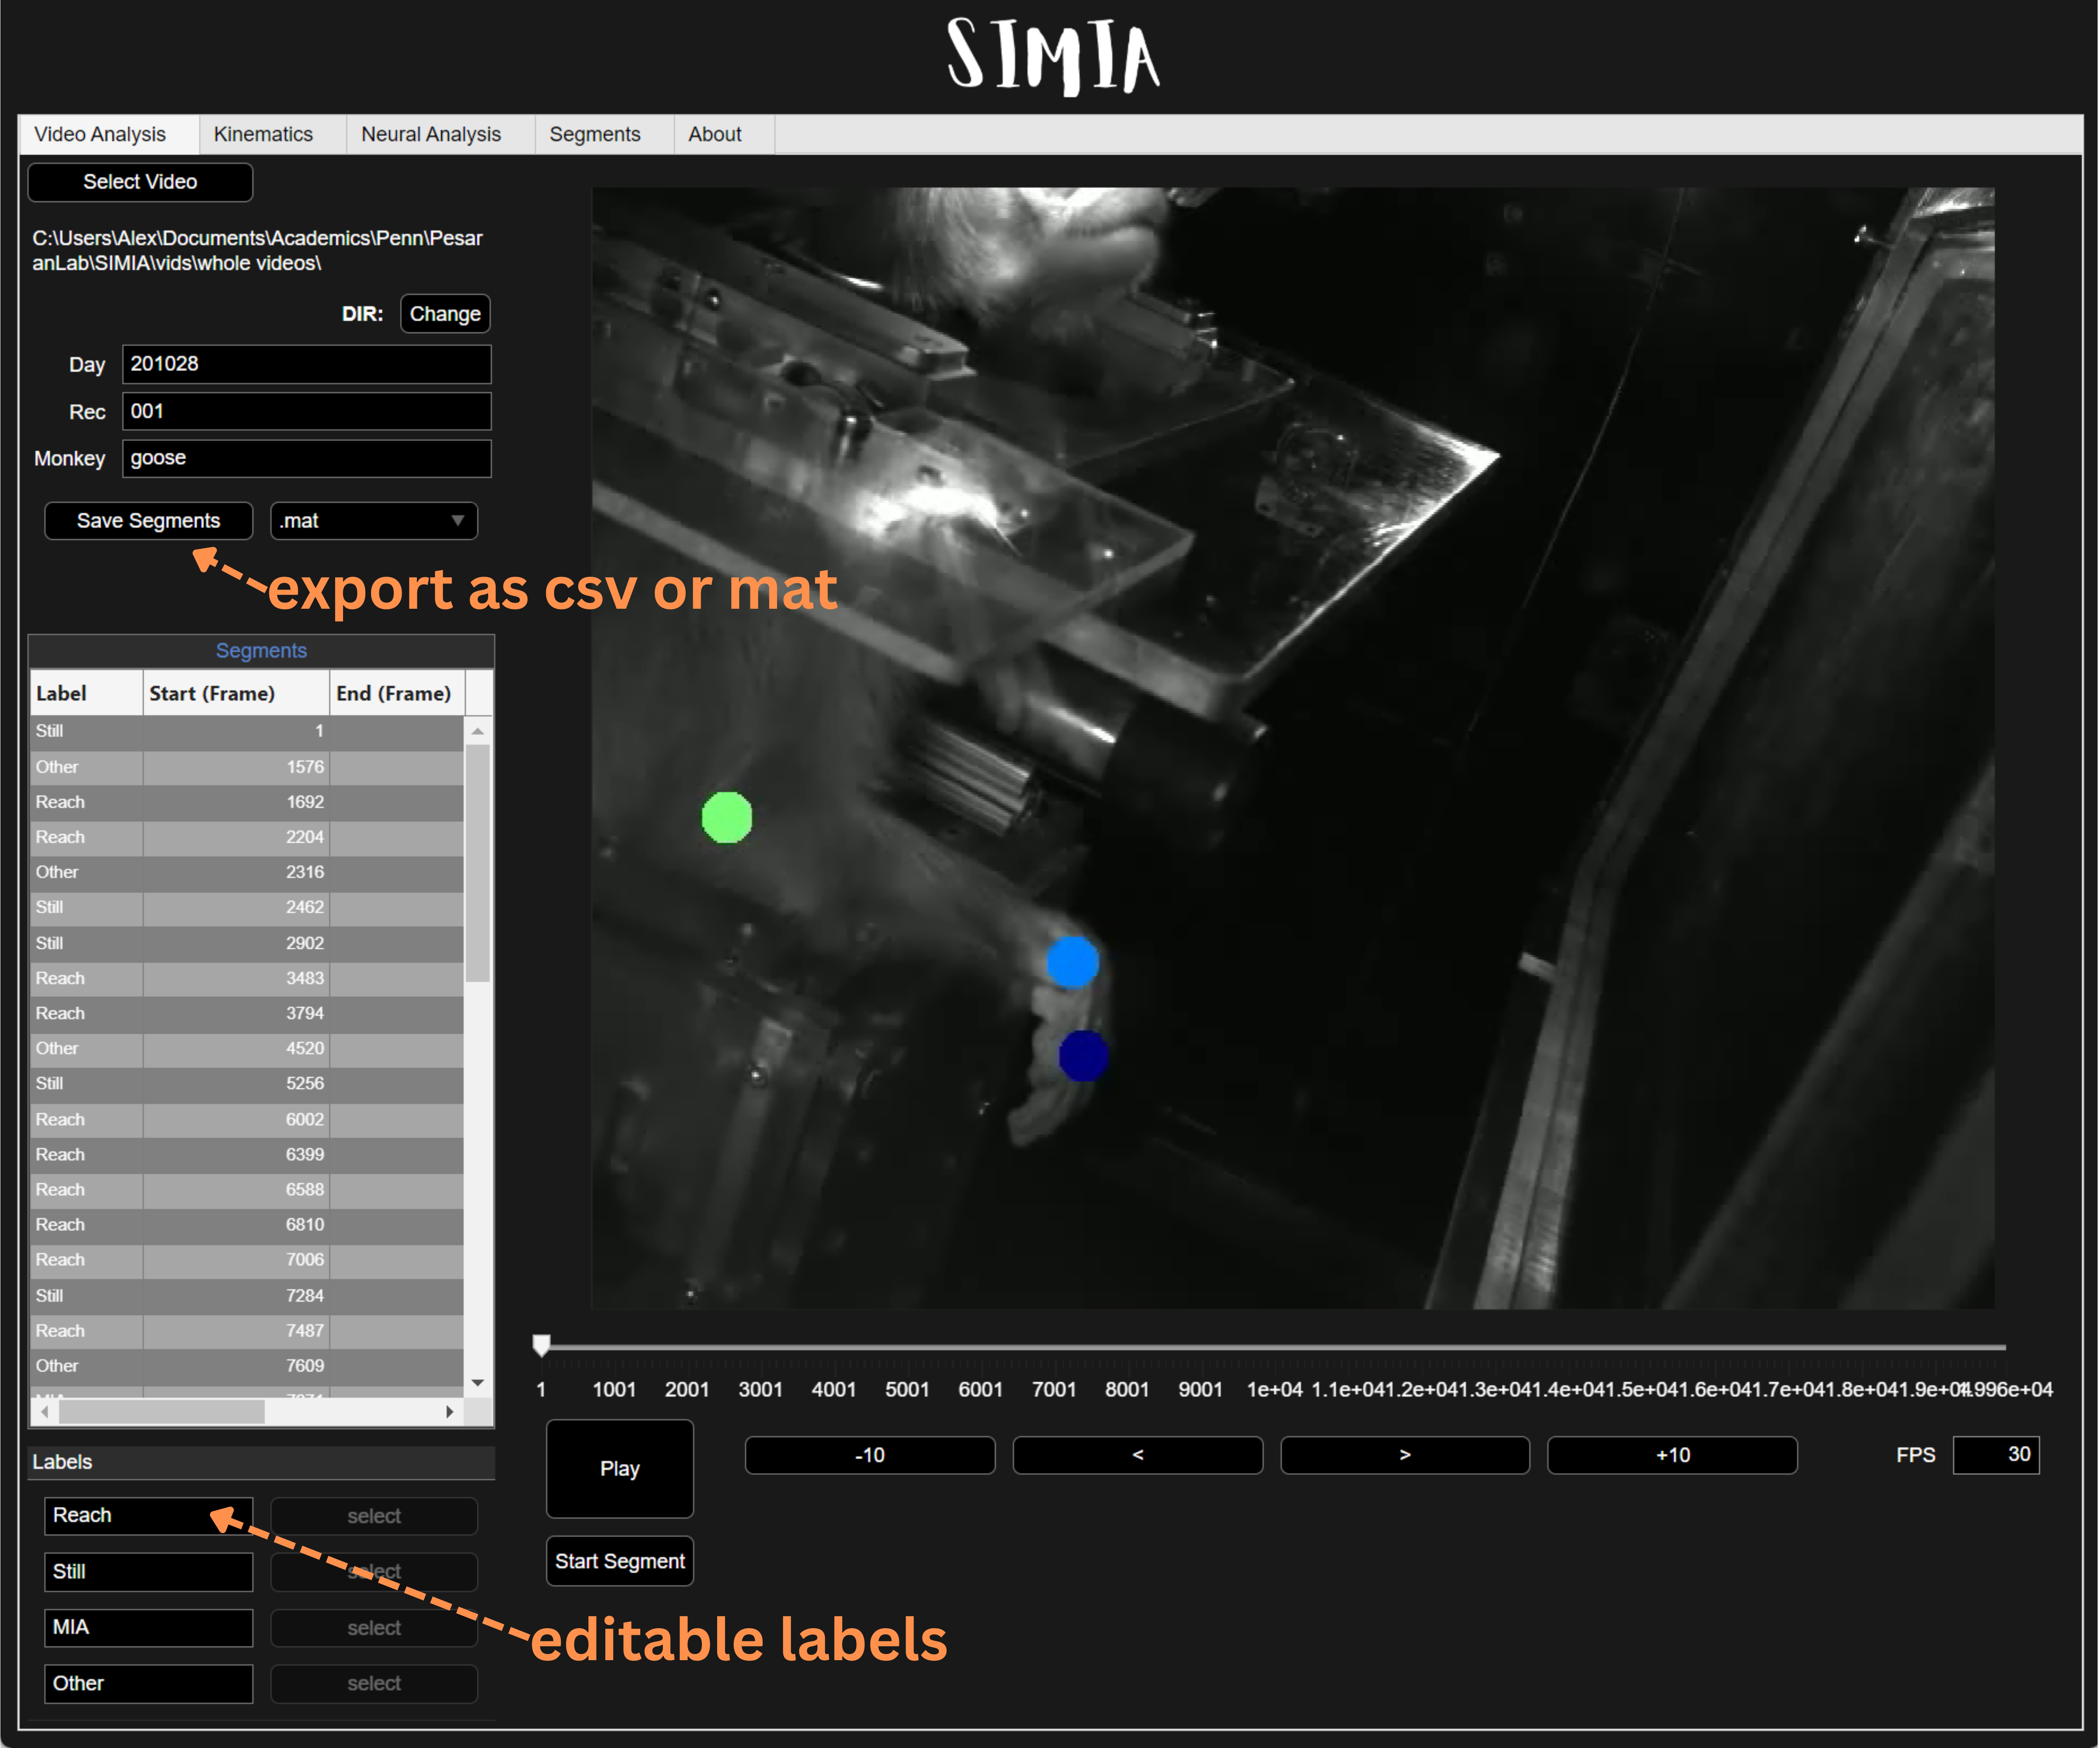 SIMIA
Video Analysis Kinematics Neural Analysis Segments About
Select Video
C:\Users\Alex\Documents\Academics\Penn\Pesar
anLab\SIMIA\vids\whole videos\
DIR: Change
Day 201028
Rec 001
Monkey goose
Save Segments .mat
export as csv or mat
Segments
Label Start (Frame) End (Frame)
Still 1
Other 1576
Reach 1692
Reach 2204
Other 2316
Still 2462
Still 2902
Reach 3483
Reach 3794
Other 4520
Still 5256
Reach 6002
Reach 6399
Reach 6588
Reach 6810
Reach 7006
Still 7284
Reach 7487
Other 7609
1 1001 2001 3001 4001 5001 6001 7001 8001 9001 1e+04 1.1e+04 1.2e+04 1.3e+04 1.4e+04 1.5e+04 1.6e+04 1.7e+04 1.8e+04 1.9e+04 1.996e+04
Play -10 < > +10 FPS 30
Start Segment
Labels
Reach select
Still select
MIA select
Other select
editable labels